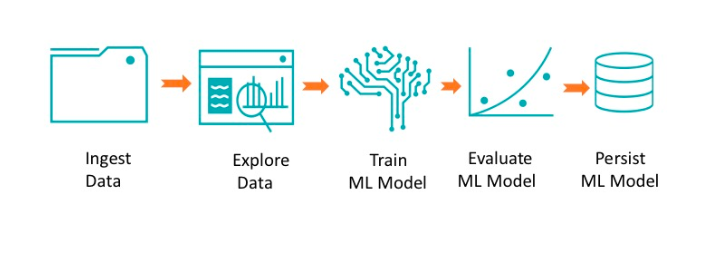 Ingest
Data
Explore
Data
Train
ML Model
Evaluate
ML Model
Persist
ML Model